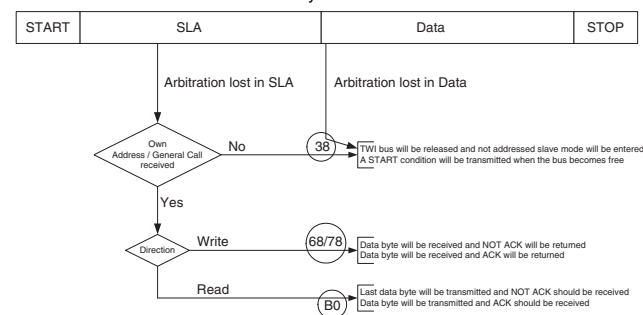 START SLA Data STOP
Arbitration lost in SLA Arbitration lost in Data
Own
Address / General Call
received
No
38
TWI bus will be released and not addressed slave mode will be entered
A START condition will be transmitted when the bus becomes free
Yes
Direction
Write
68/78
Data byte will be received and NOT ACK will be returned
Data byte will be received and ACK will be returned
Read
B0
Last data byte will be transmitted and NOT ACK should be received
Data byte will be transmitted and ACK should be received